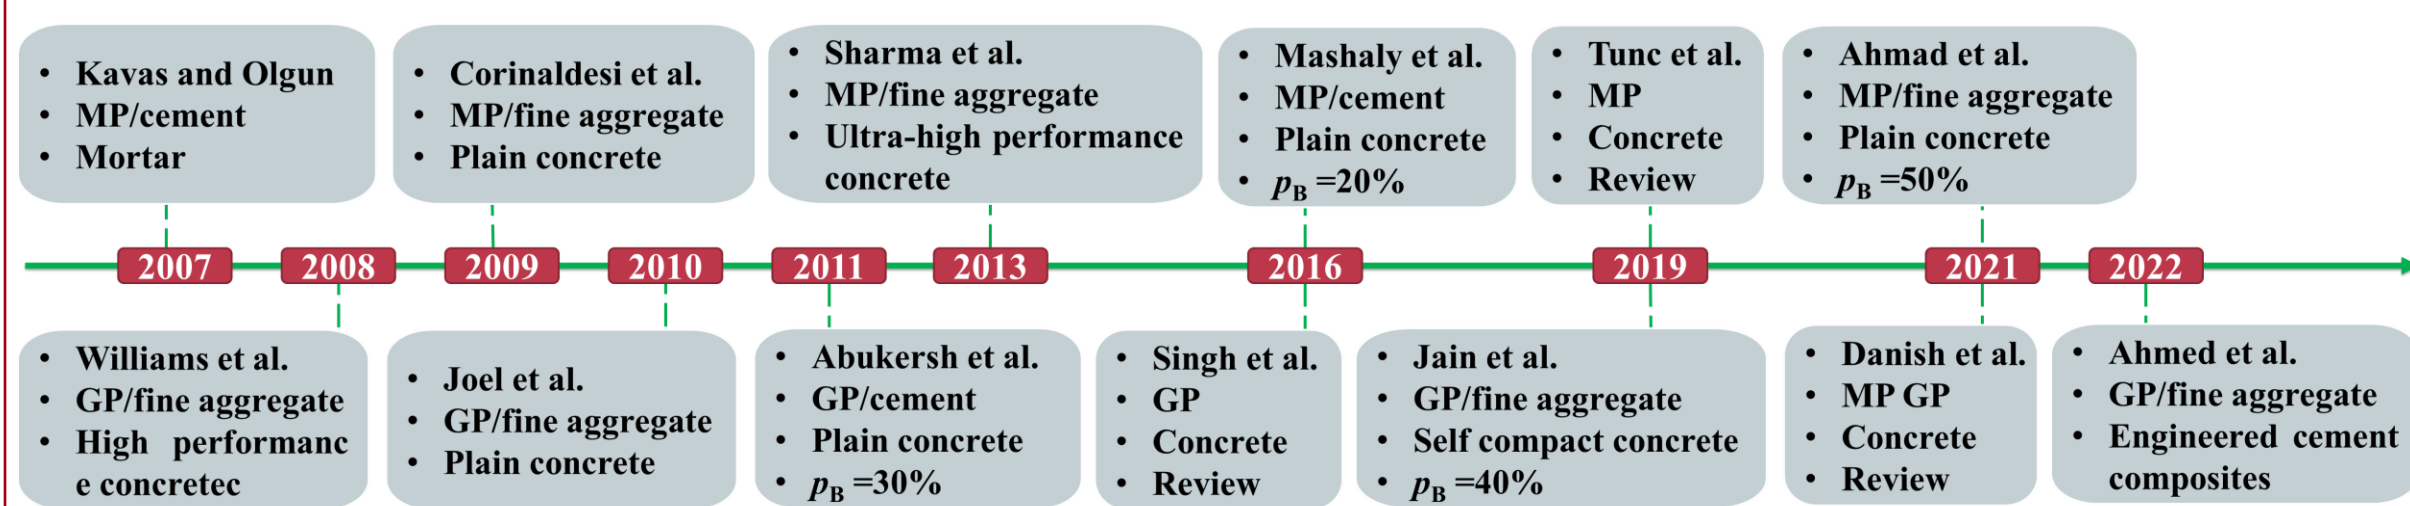 • Kavas and Olgun
• MP/cement
• Mortar
• Corinaldesi et al.
• MP/fine aggregate
• Plain concrete
• Sharma et al.
• MP/fine aggregate
• Ultra-high performance
concrete
• Mashaly et al.
• MP/cement
• Plain concrete
• pB =20%
• Tunc et al.
• MP
• Concrete
• Review
• Ahmad et al.
• MP/fine aggregate
• Plain concrete
• pB =50%
2007 2008 2009 2010 2011 2013 2016 2019 2021 2022
• Williams et al.
• GP/fine aggregate
• High performanc
e concretec
• Joel et al.
• GP/fine aggregate
• Plain concrete
• Abukersh et al.
• GP/cement
• Plain concrete
• pB =30%
• Singh et al.
• GP
• Concrete
• Review
• Jain et al.
• GP/fine aggregate
• Self compact concrete
• pB =40%
• Danish et al.
• MP GP
• Concrete
• Review
• Ahmed et al.
• GP/fine aggregate
• Engineered cement
composites